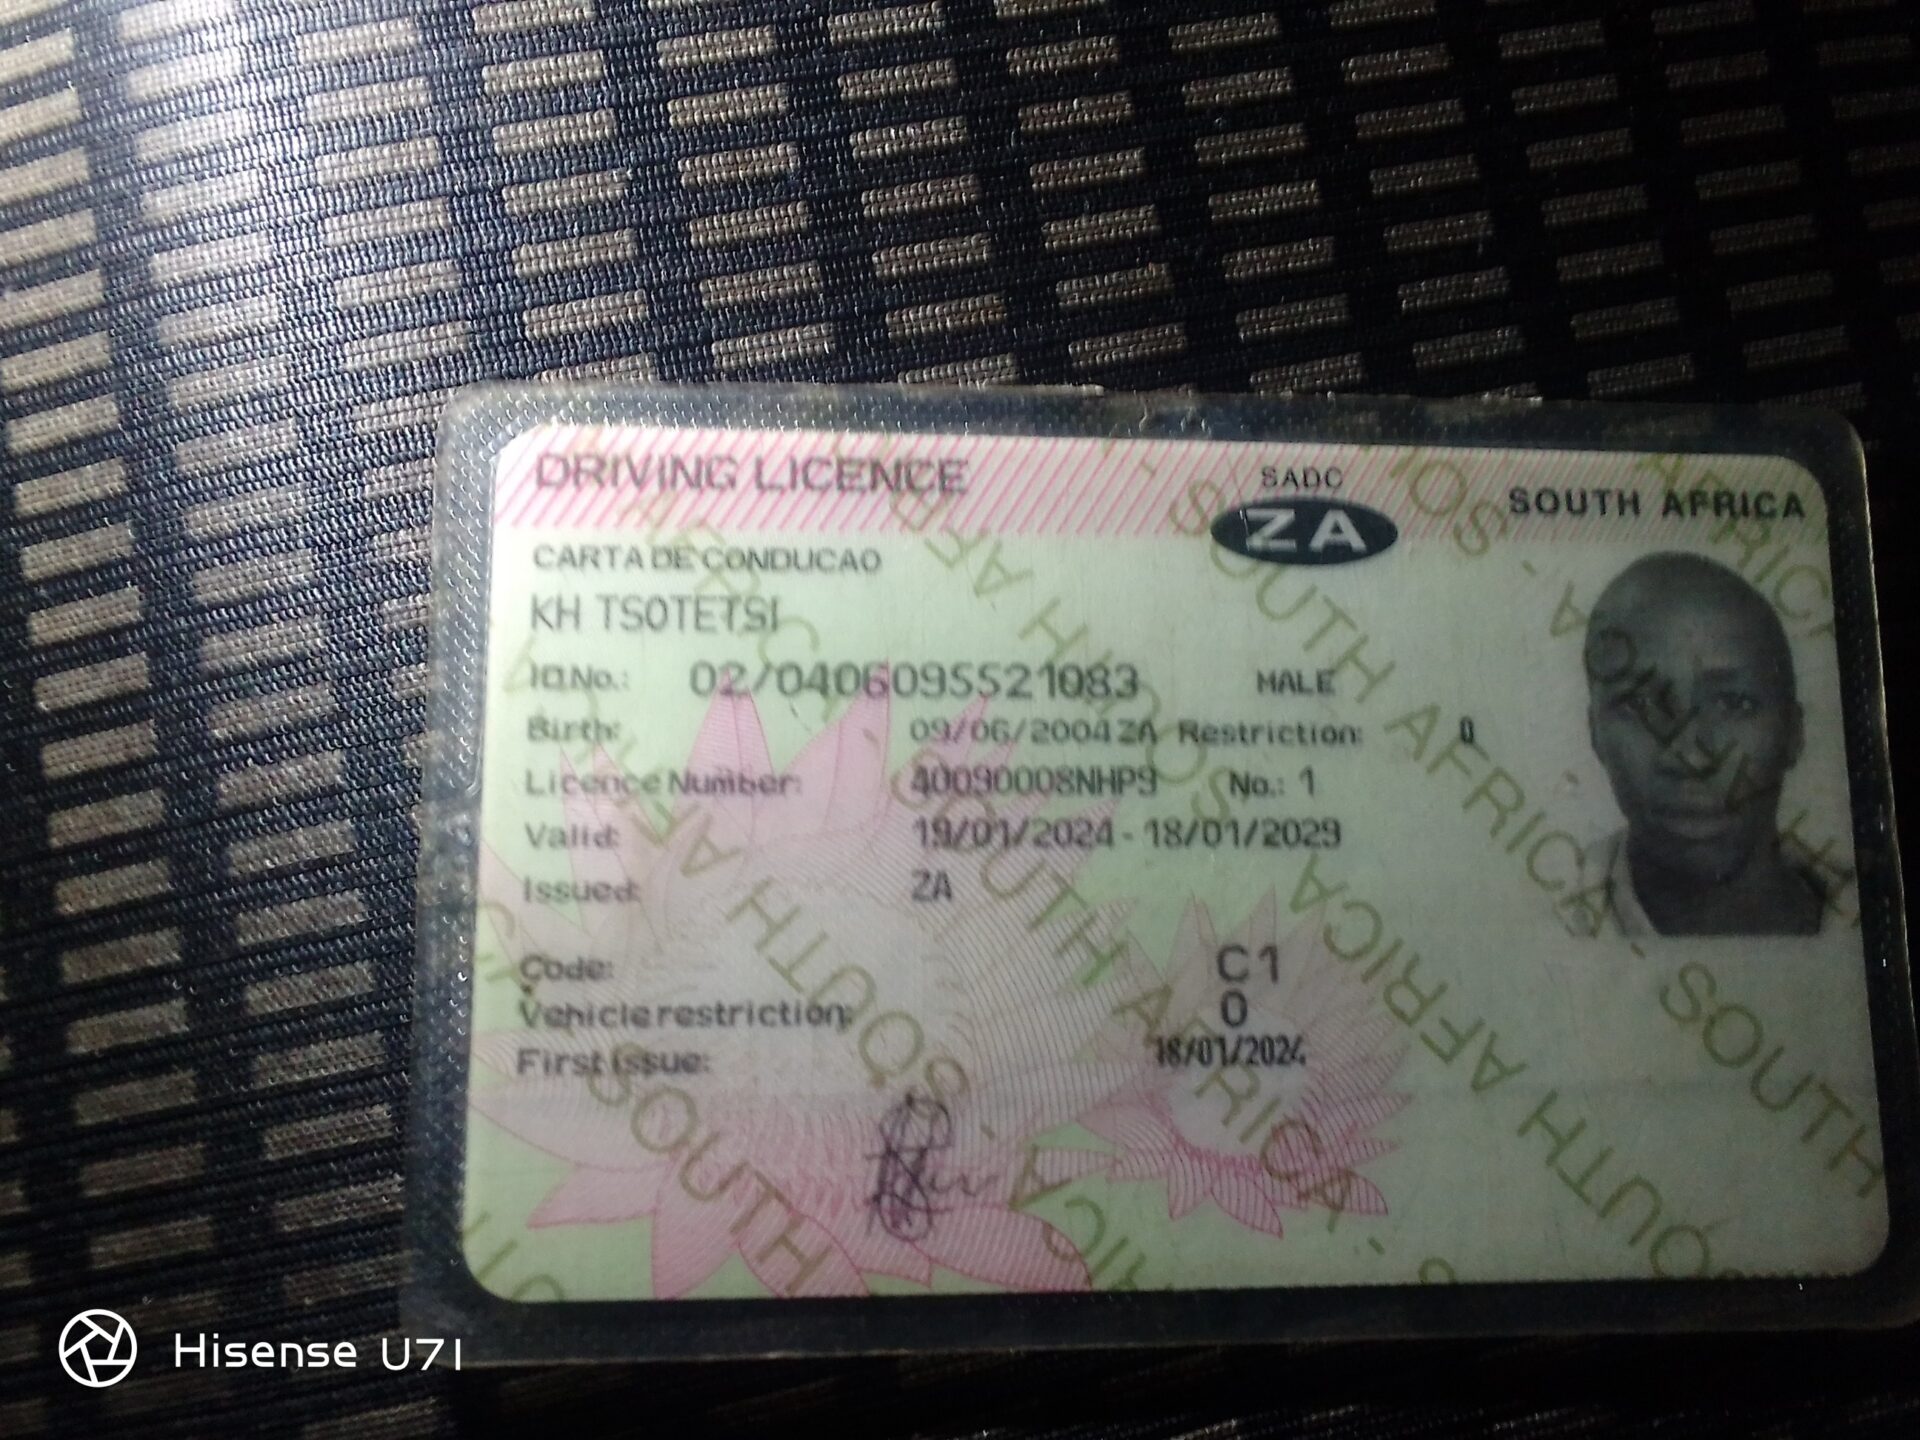 DRIVING LICENCE
SADC
ZA
SOUTH AFRICA
CARTA DE CONDUCAO
KH TSOTETSI
ID No.: 02/0406095521083 MALE
Birth: 09/06/2004 ZA Restriction: 0
Licence Number: 40090008NHP9 No.: 1
Valid: 19/01/2024 - 18/01/2029
Issued: ZA
Code: C1
Vehicle restriction: 0
First issue: 18/01/2024
Hisense U71